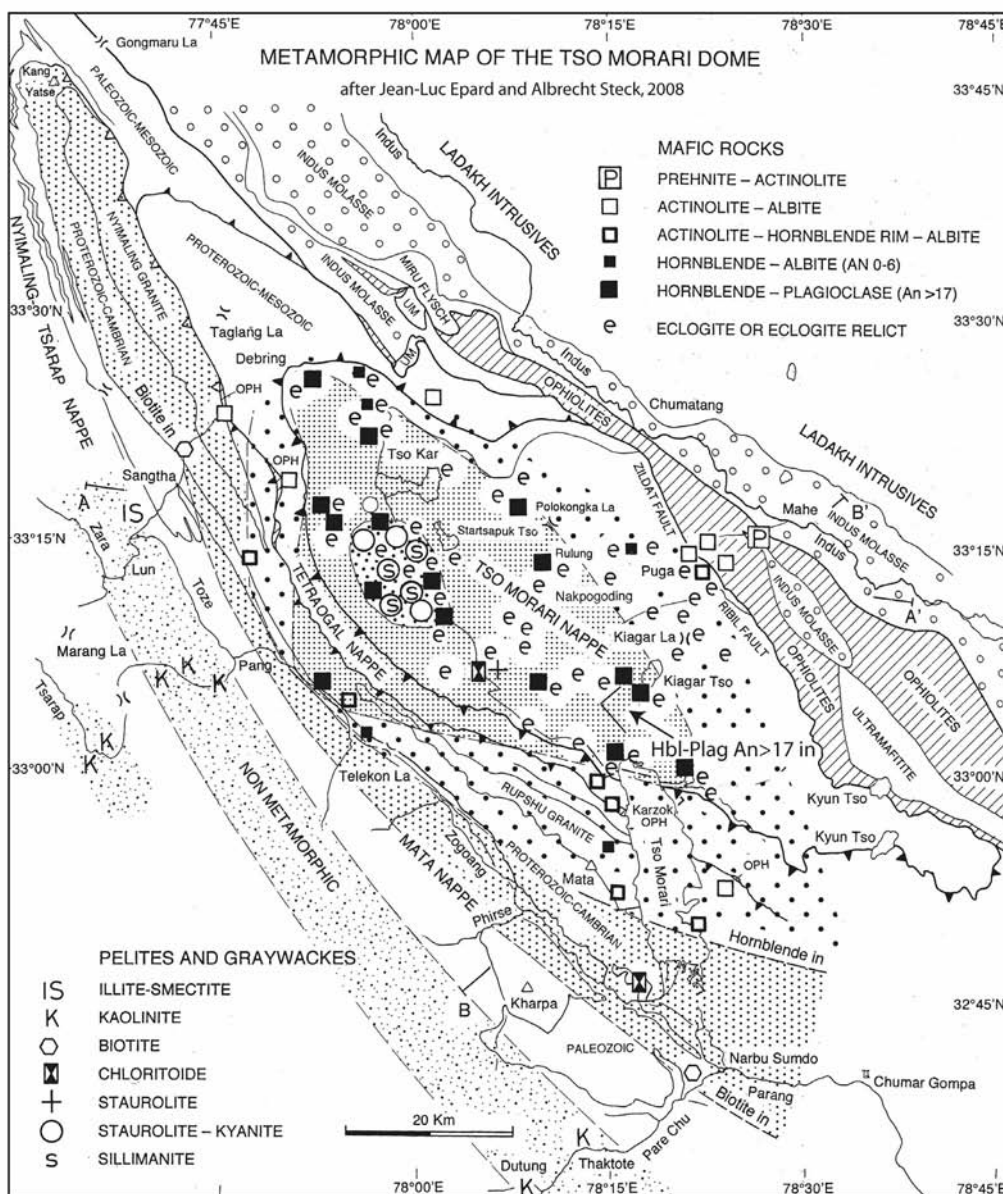 77°45'E
78°00'E
78°15'E
78°30'E
78°45'E
Gongmaru La
METAMORPHIC MAP OF THE TSO MORARI DOME
after Jean-Luc Epard and Albrecht Steck, 2008
33°45'N
Kang
Yatse
PALEOZOIC-MESOZOIC
Indus
LADAKH INTRUSIVES
INDUS MOLASSE
MAFIC ROCKS
P PREHNITE – ACTINOLITE
ACTINOLITE – ALBITE
ACTINOLITE – HORNBLENDE RIM – ALBITE
HORNBLENDE – ALBITE (AN 0-6)
HORNBLENDE – PLAGIOCLASE (An >17)
e ECLOGITE OR ECLOGITE RELICT
NYIMALING-TSARAP NAPPE
PROTEROZOIC-CAMBRIAN
NYIMALING GRANITE
PROTEROZOIC-MESOZOIC
INDUS MOLASSE
MIRU FLYSCH
UM
UM
33°30'N
33°30'N
Taglang La
Debring
OPH
Biotite in
OPHIOLITES
Indus
Chumatang
LADAKH INTRUSIVES
OPH
Tso Kar
Sangtha
A
IS
Zara
Lun
Toze
Polokongka La
Startsapuk Tso
ZILDAT FAULT
Mahe
B'
INDUS MOLASSE
Indus
P
A'
33°15'N
33°15'N
Rulung
Puga
Nakpogoding
TSO MORARI NAPPE
TETRAOGAL NAPPE
RIBIL FAULT
INDUS MOLASSE
OPHIOLITES
OPHIOLITES
ULTRAMAFITITE
Kiagar La
Kiagar Tso
Marang La
K
K
K
Pang
Tsarap
K
K
33°00'N
33°00'N
Hbl-Plag An>17 in
Telekon La
NON METAMORPHIC
MATA NAPPE
RUPSHU GRANITE
PROTEROZOIC-CAMBRIAN
Zogoang
Karzok
OPH
Tso Morari
Kyun Tso
Kyun Tso
OPH
Mata
Phirse
Hornblende in
B
Kharpa
PALEOZOIC
32°45'N
Narbu Sumdo
Parang
Chumar Gompa
Biotite in
Pare Chu
PELITES AND GRAYWACKES
IS ILLITE-SMECTITE
K KAOLINITE
BIOTITE
CHLORITOIDE
STAUROLITE
STAUROLITE – KYANITE
S SILLIMANITE
20 Km
K
Dutung
Thaktote
K
78°00'E
78°15'E
78°30'E
78°45'E